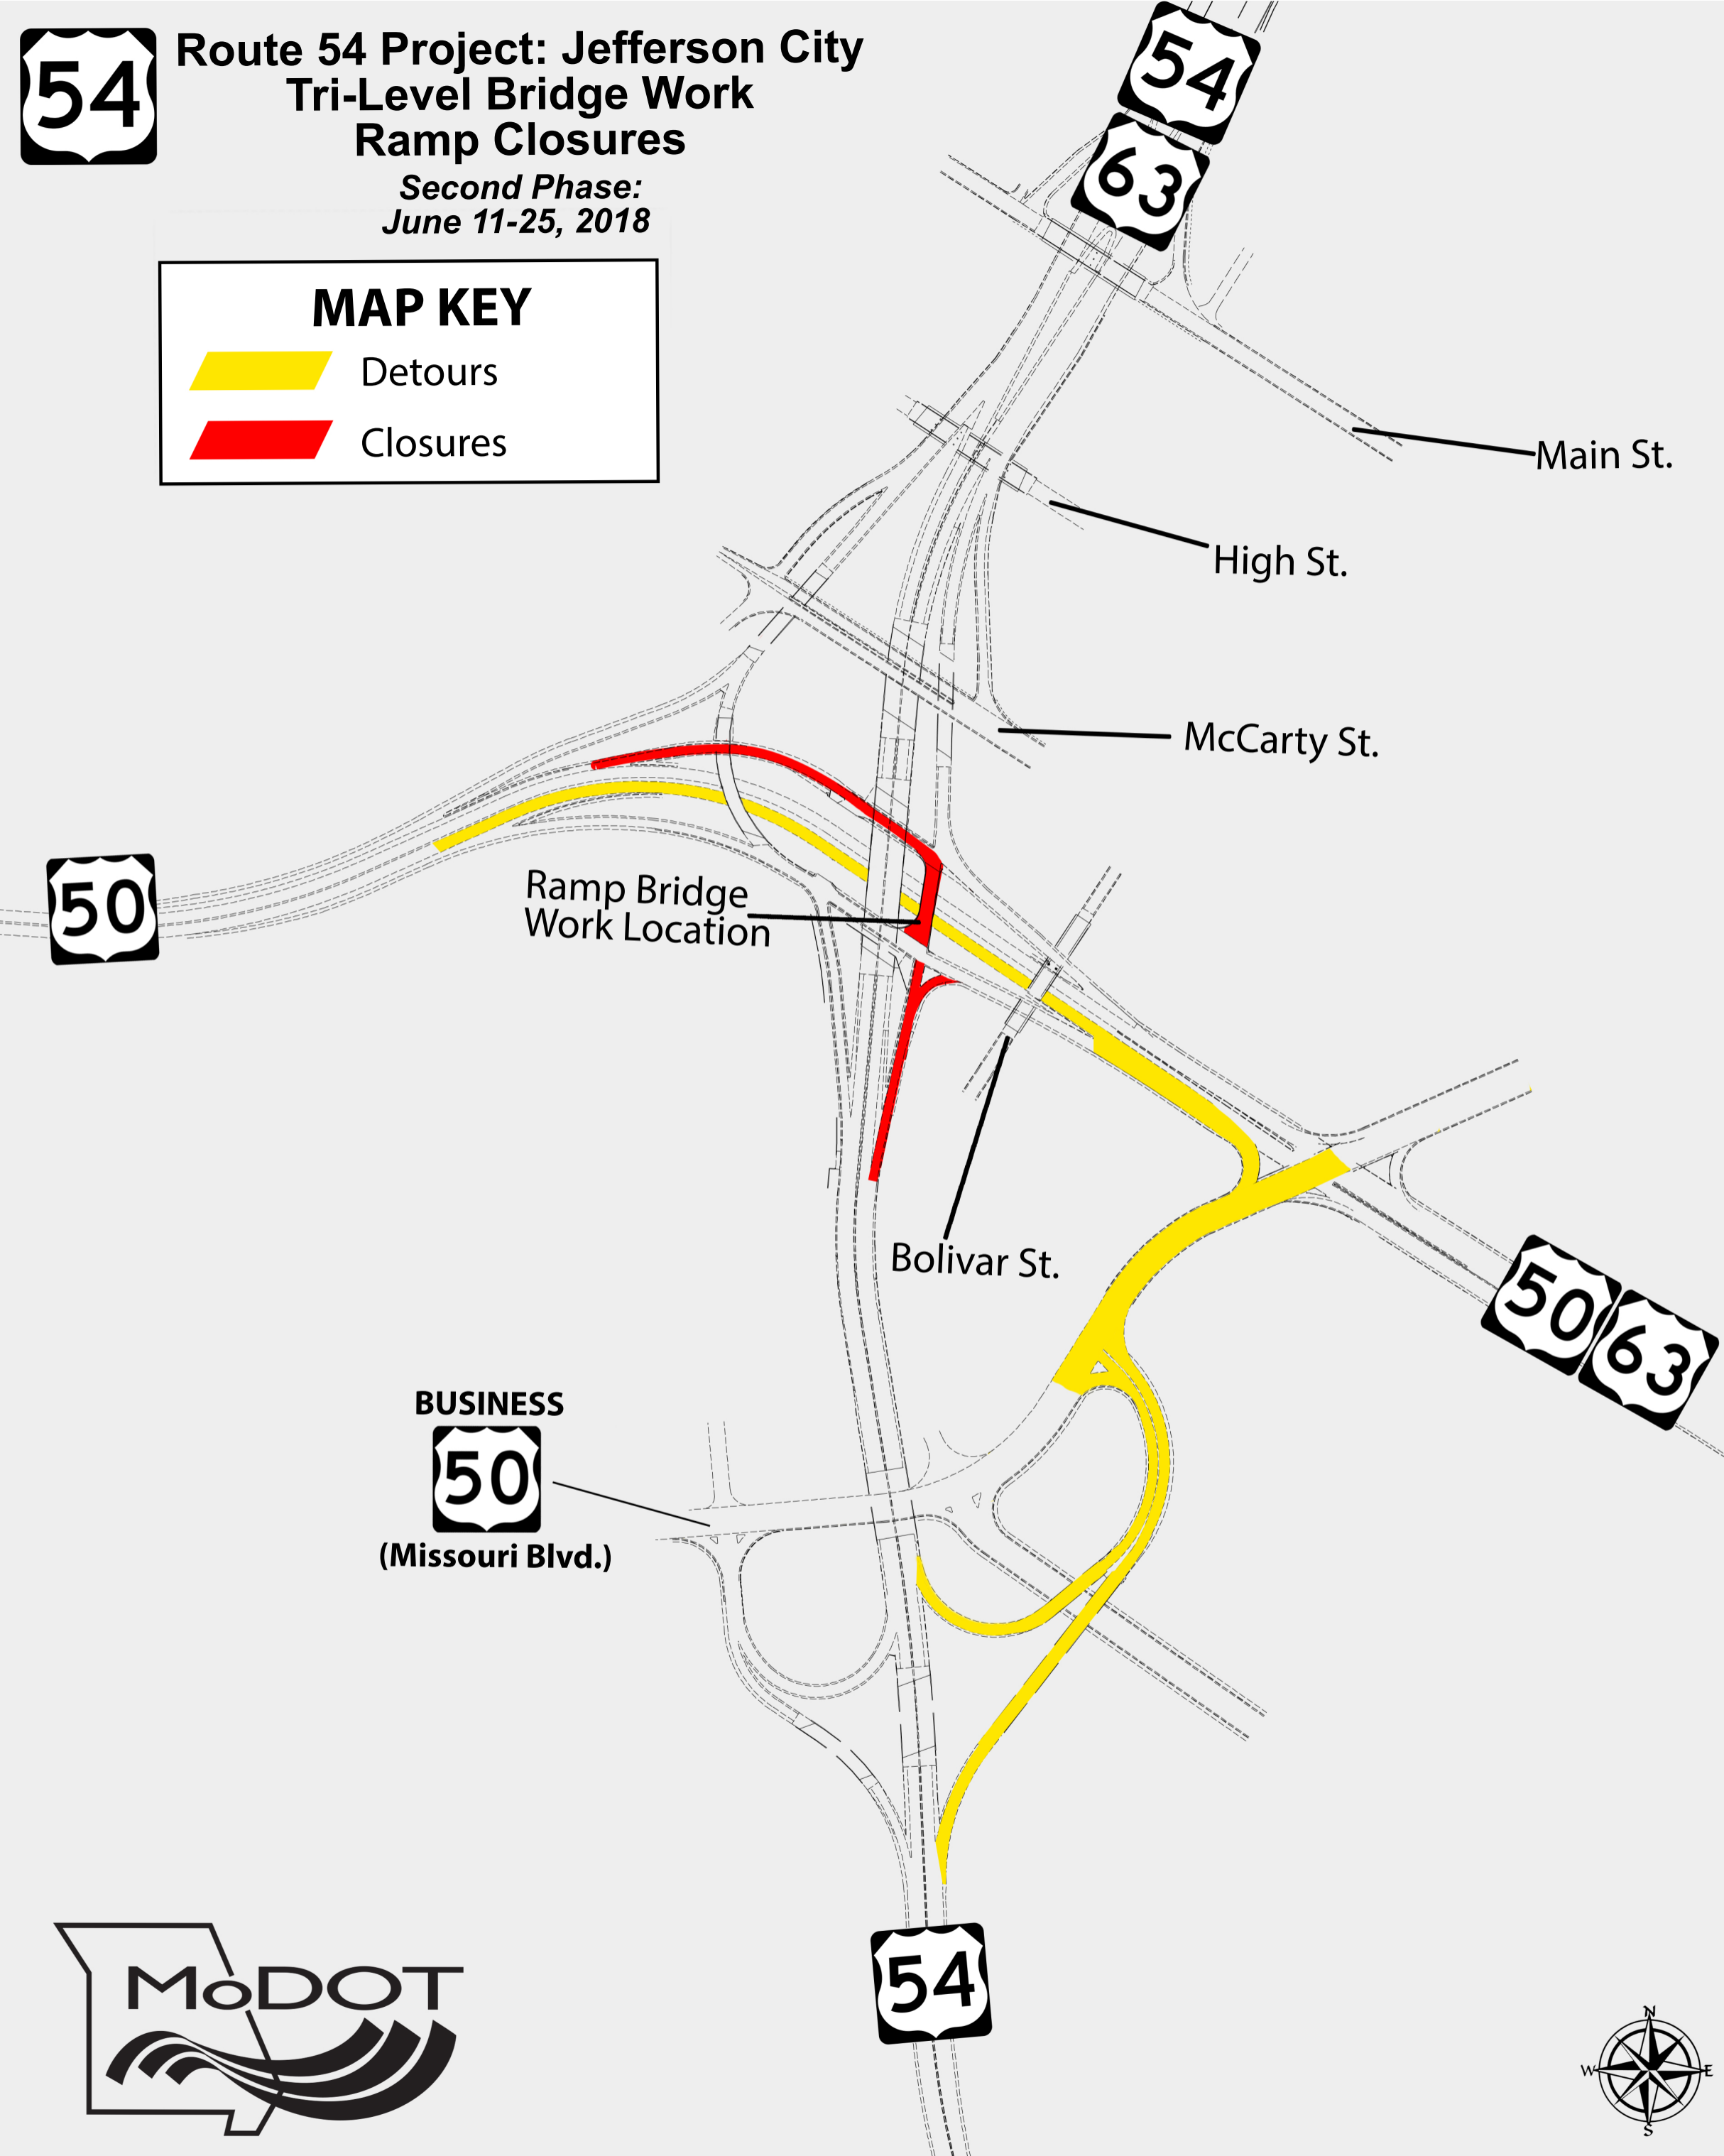 54
Route 54 Project: Jefferson City
Tri-Level Bridge Work
Ramp Closures
Second Phase:
June 11-25, 2018
MAP KEY
Detours
Closures
54
63
Main St.
High St.
McCarty St.
50
Ramp Bridge
Work Location
Bolivar St.
50
63
BUSINESS
50
(Missouri Blvd.)
54
MoDOT
N
W
E
S